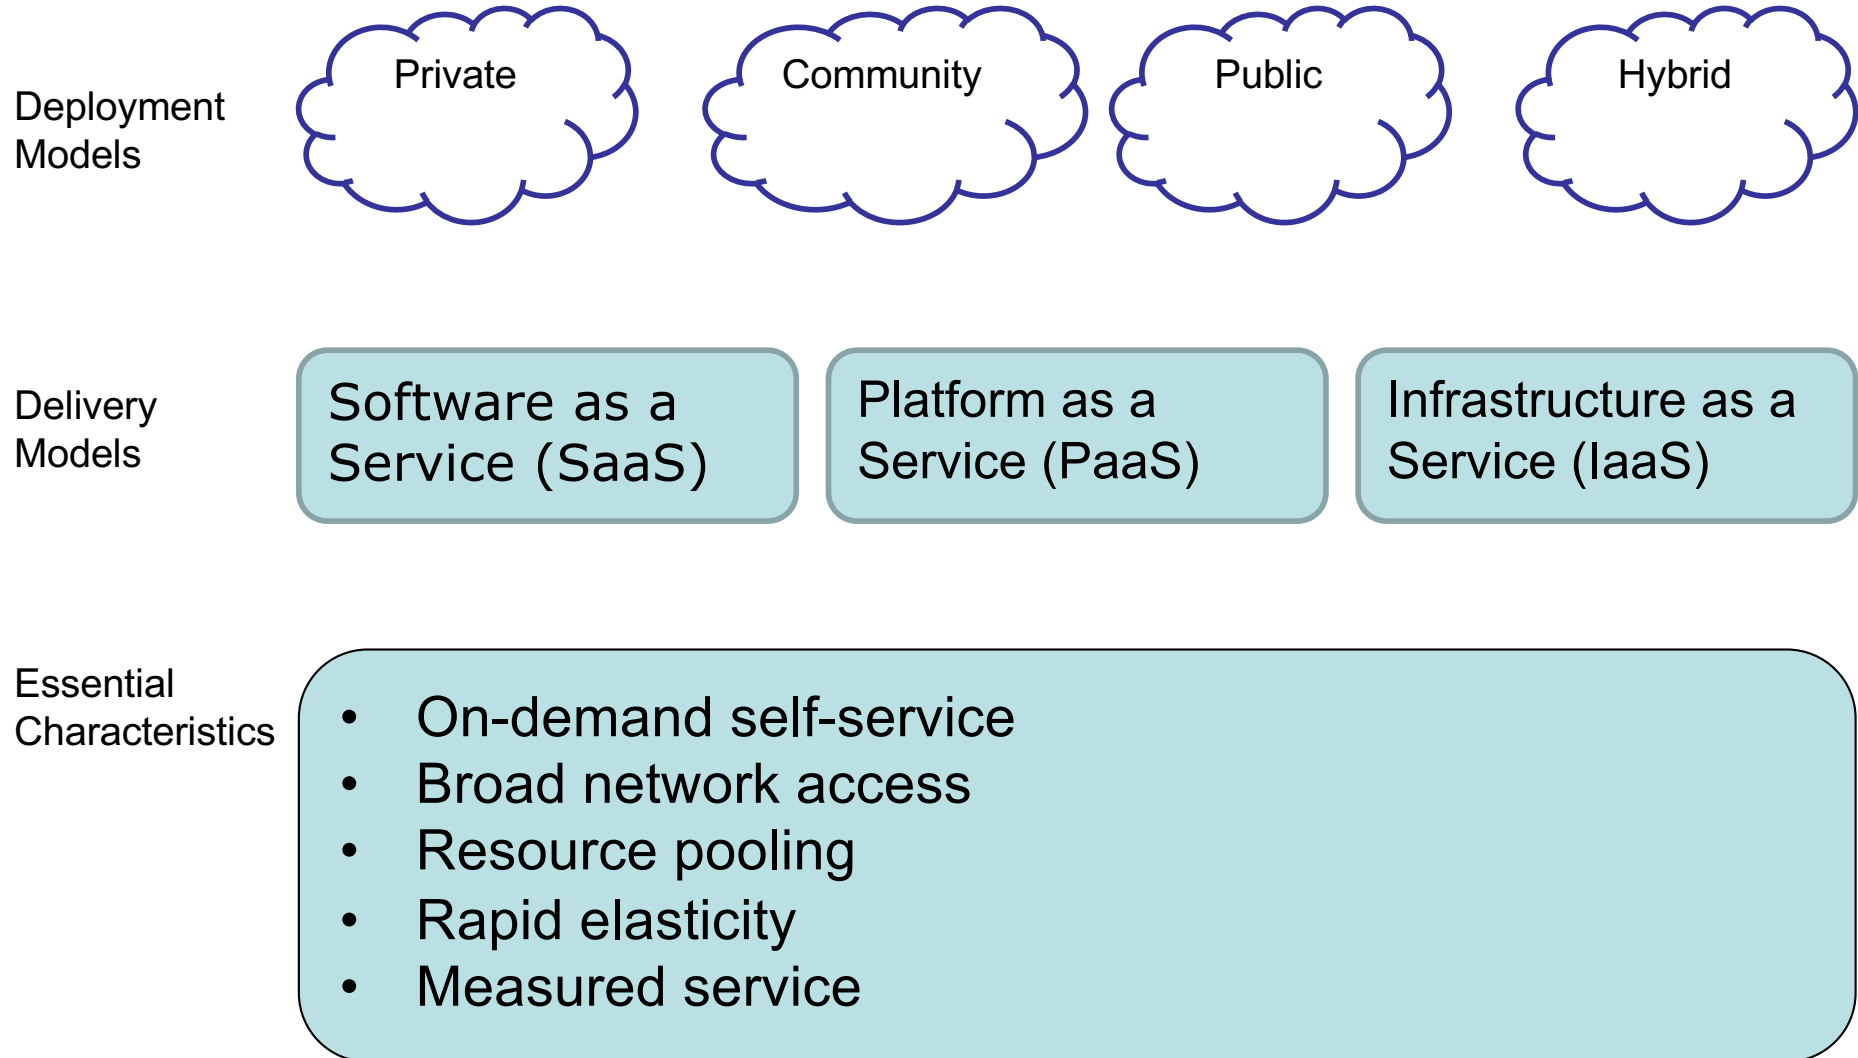 Deployment
Models
Private
Community
Public
Hybrid
Delivery
Models
Software as a
Service (SaaS)
Platform as a
Service (PaaS)
Infrastructure as a
Service (IaaS)
Essential
Characteristics
• On-demand self-service
• Broad network access
• Resource pooling
• Rapid elasticity
• Measured service